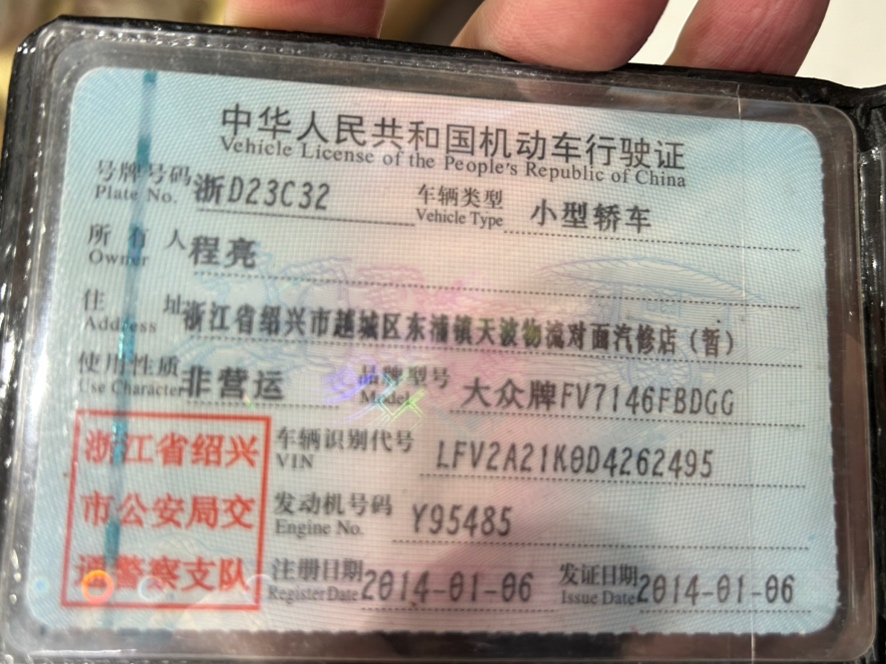 中华人民共和国机动车行驶证
Vehicle License of the People's Republic of China
号牌号码 浙D23C32 车辆类型 小型轿车
Plate No. Vehicle Type
所有人 程亮
Owner
住址 浙江省绍兴市越城区东浦镇天波物流对面汽修店（暂）
Address
使用性质 非营运 品牌型号 大众牌FV7146FBDGG
Use Character Model
浙江省绍兴
市公安局交
通警察支队
车辆识别代号 LFV2A21K0D4262495
VIN
发动机号码 Y95485
Engine No.
注册日期 2014-01-06 发证日期 2014-01-06
Register Date Issue Date